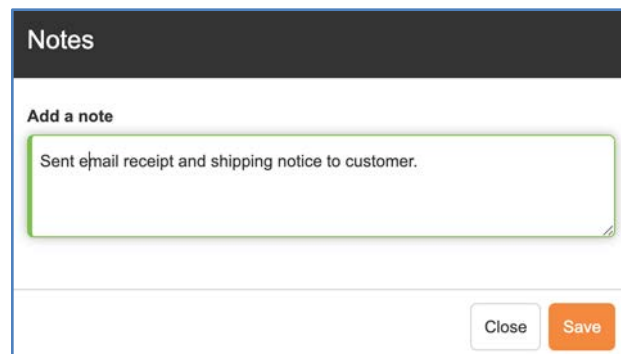 Notes
Add a note
Sent email receipt and shipping notice to customer.
Close Save